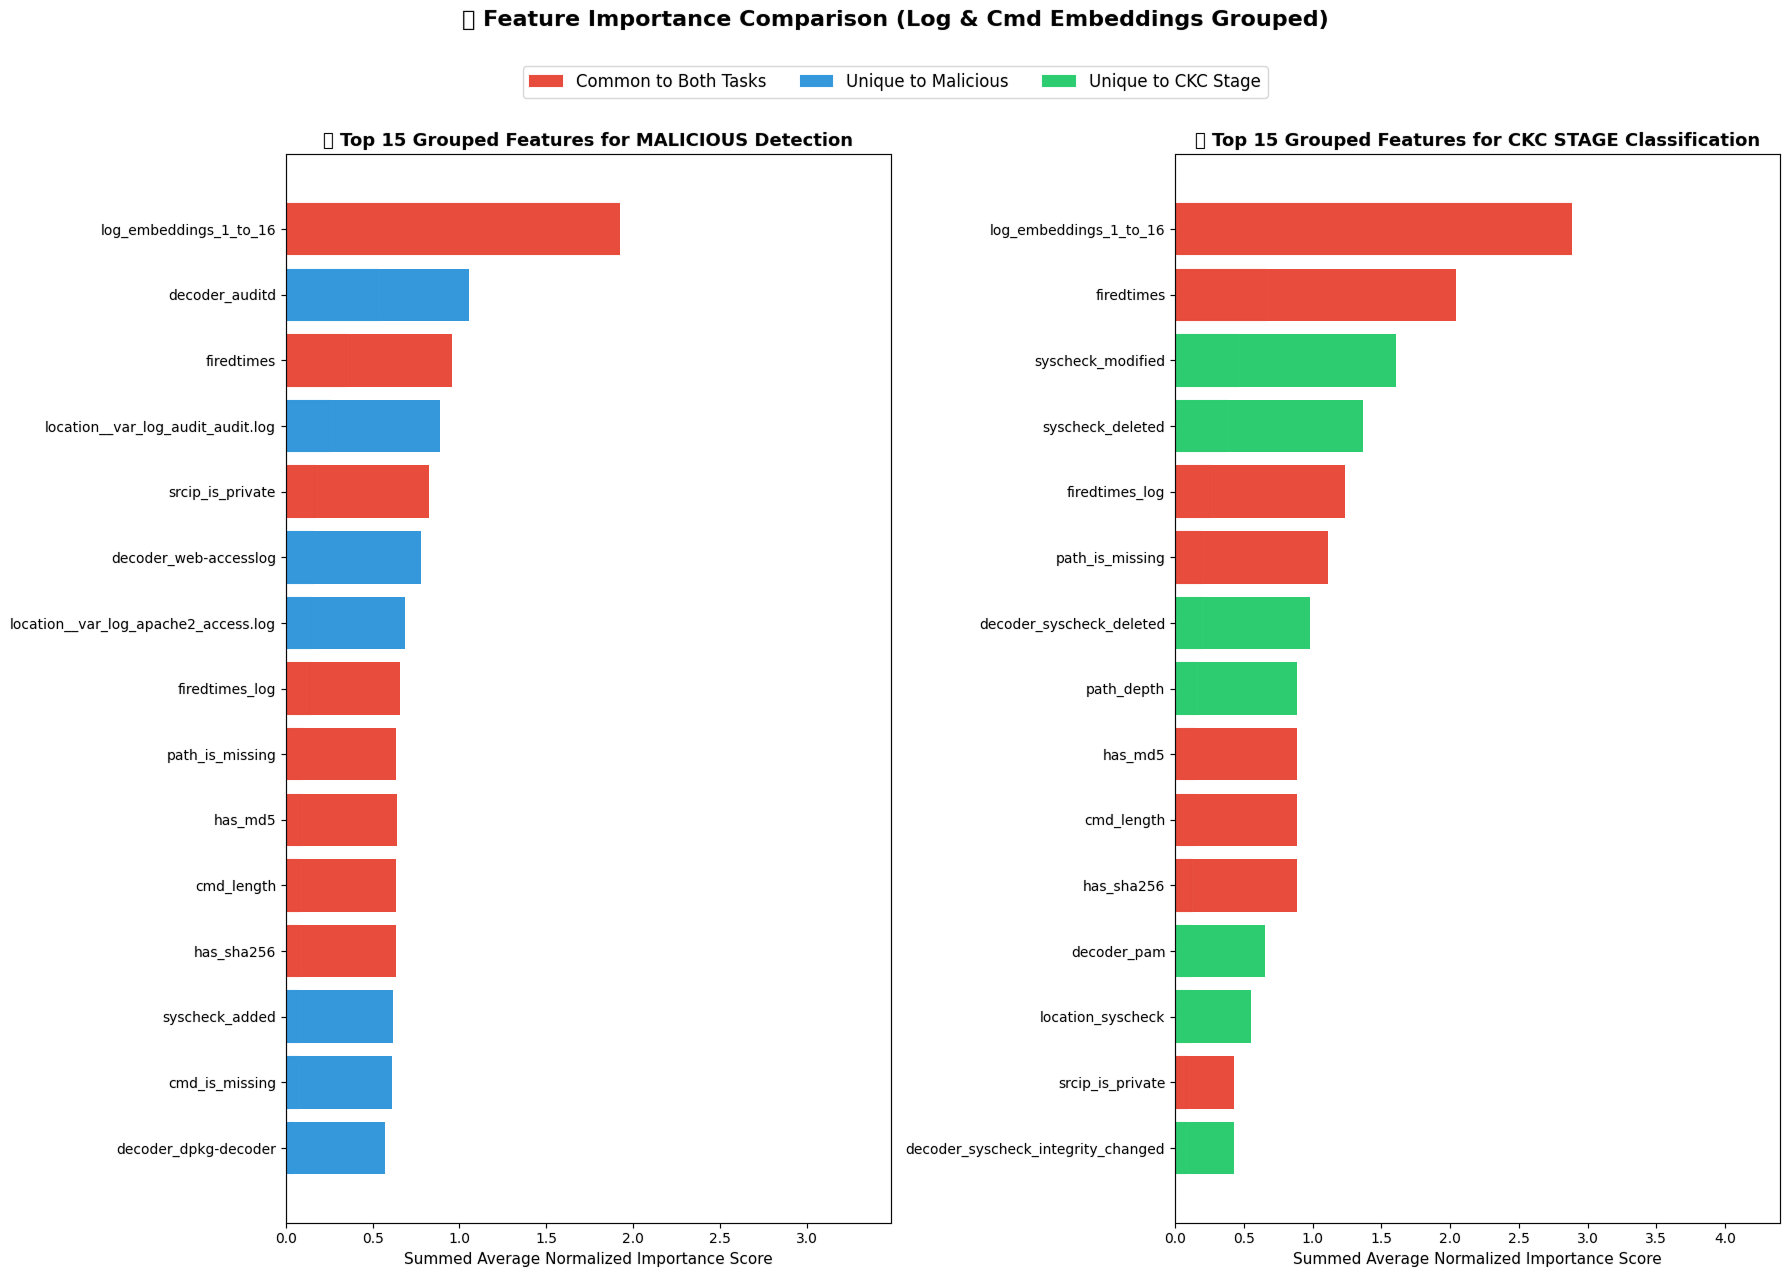 Feature Importance Comparison (Log & Cmd Embeddings Grouped)
Common to Both Tasks
Unique to Malicious
Unique to CKC Stage
Top 15 Grouped Features for MALICIOUS Detection
log_embeddings_1_to_16
decoder_auditd
firedtimes
location__var_log_audit_audit.log
srcip_is_private
decoder_web-accesslog
location__var_log_apache2_access.log
firedtimes_log
path_is_missing
has_md5
cmd_length
has_sha256
syscheck_added
cmd_is_missing
decoder_dpkg-decoder
0.0 0.5 1.0 1.5 2.0 2.5 3.0
Summed Average Normalized Importance Score
Top 15 Grouped Features for CKC STAGE Classification
log_embeddings_1_to_16
firedtimes
syscheck_modified
syscheck_deleted
firedtimes_log
path_is_missing
decoder_syscheck_deleted
path_depth
has_md5
cmd_length
has_sha256
decoder_pam
location_syscheck
srcip_is_private
decoder_syscheck_integrity_changed
0.0 0.5 1.0 1.5 2.0 2.5 3.0 3.5 4.0
Summed Average Normalized Importance Score